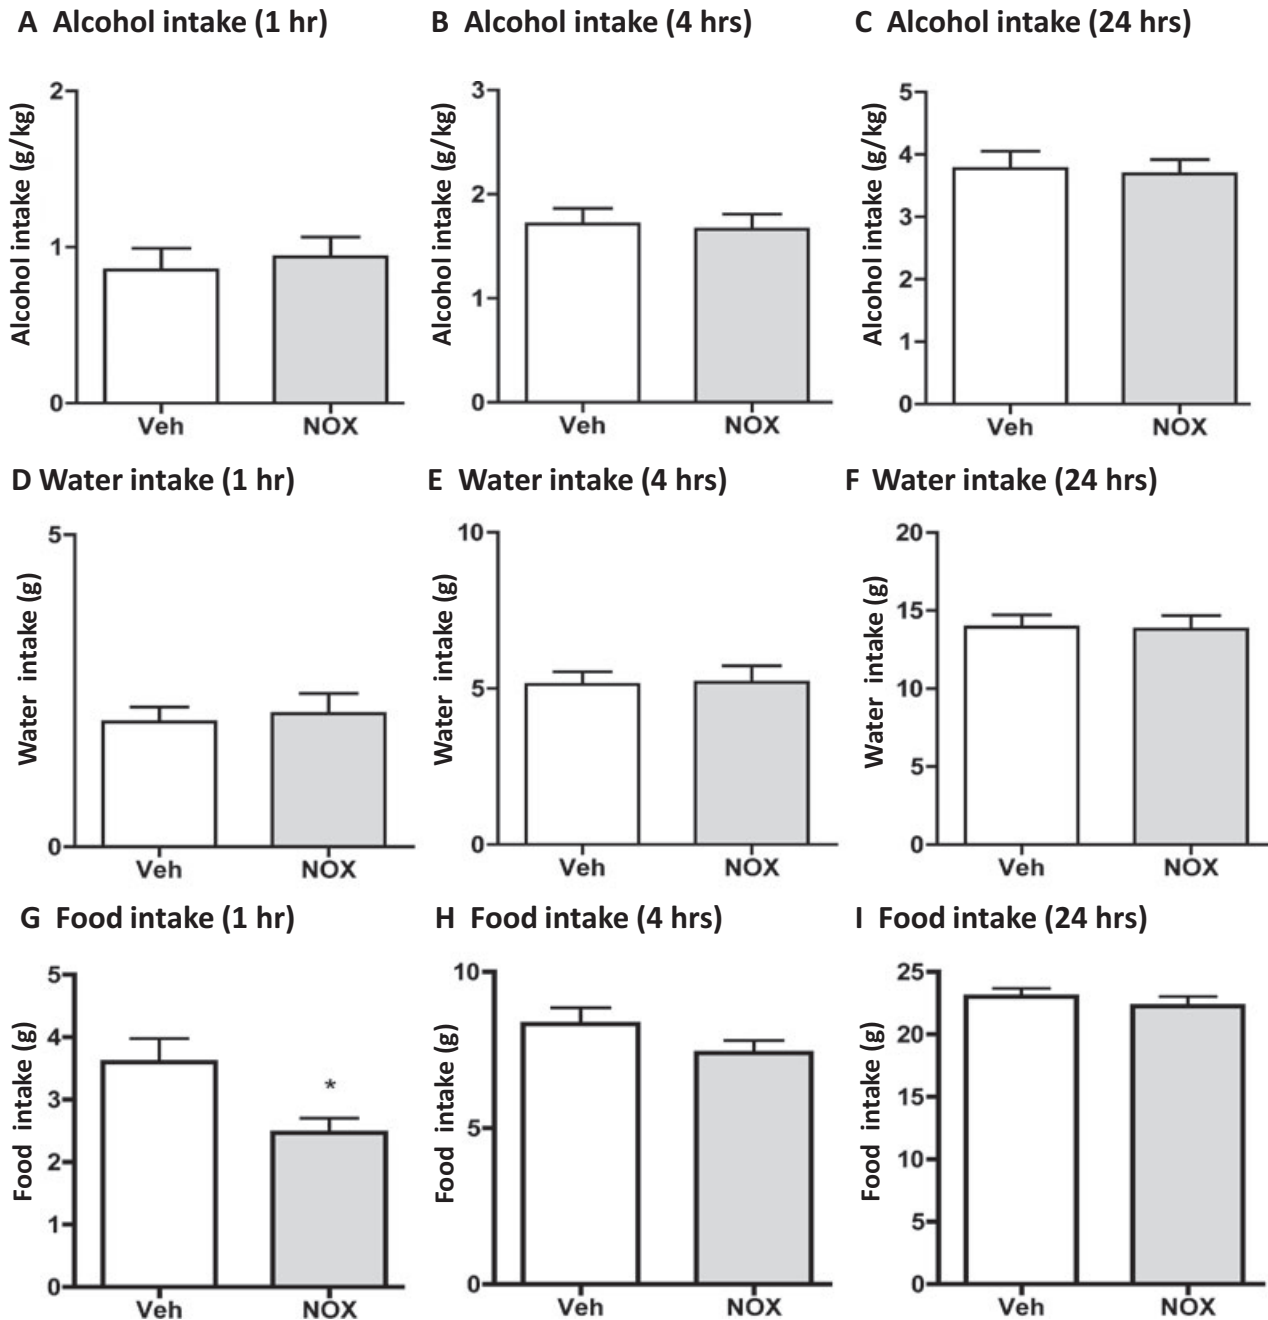 A Alcohol intake (1 hr)
Alcohol intake (g/kg)
2
1
0
Veh NOX
B Alcohol intake (4 hrs)
Alcohol intake (g/kg)
3
2
1
0
Veh NOX
C Alcohol intake (24 hrs)
Alcohol intake (g/kg)
5
4
3
2
1
0
Veh NOX
D Water intake (1 hr)
Water intake (g)
5
0
Veh NOX
E Water intake (4 hrs)
Water intake (g)
10
5
0
Veh NOX
F Water intake (24 hrs)
Water intake (g)
20
15
10
5
0
Veh NOX
G Food intake (1 hr)
Food intake (g)
5
4
3
2
1
0
*
Veh NOX
H Food intake (4 hrs)
Food intake (g)
10
5
0
Veh NOX
I Food intake (24 hrs)
Food intake (g)
25
20
15
10
5
0
Veh NOX